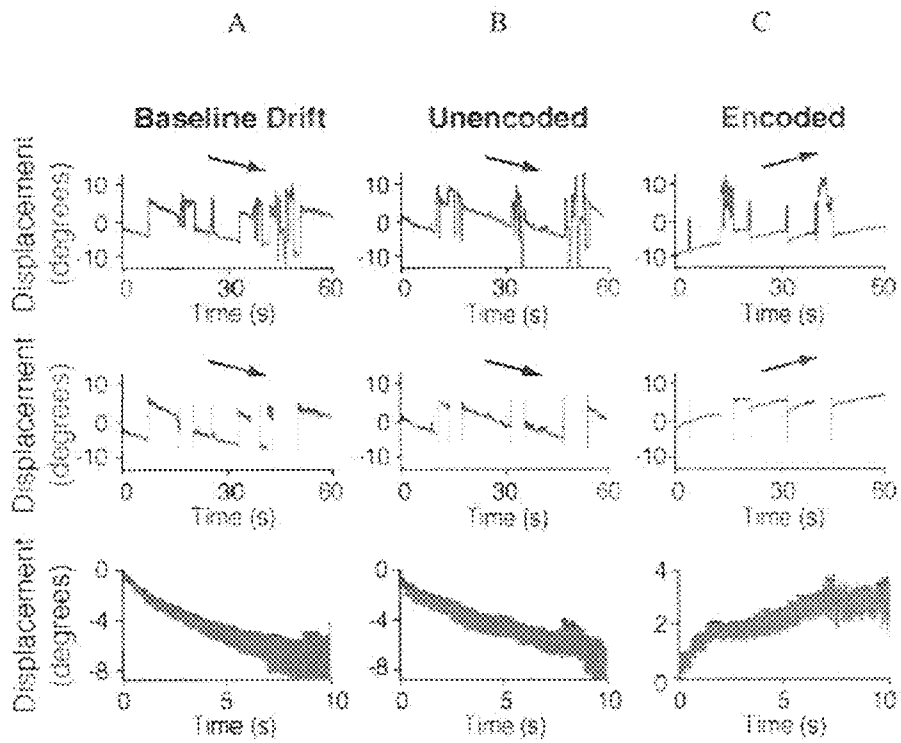 A B C
Baseline Drift Unencoded Encoded
Displacement (degrees)
10 10 10
0 0 0
-10 -10 -10
0 30 60 0 30 60 0 30 60
Time (s) Time (s) Time (s)
Displacement (degrees)
10 10 10
0 0 0
-10 -10 -10
0 30 60 0 30 60 0 30 60
Time (s) Time (s) Time (s)
Displacement (degrees)
0 0 4
-4 -4 2
-8 -8 0
0 5 10 0 5 10 0 5 10
Time (s) Time (s) Time (s)